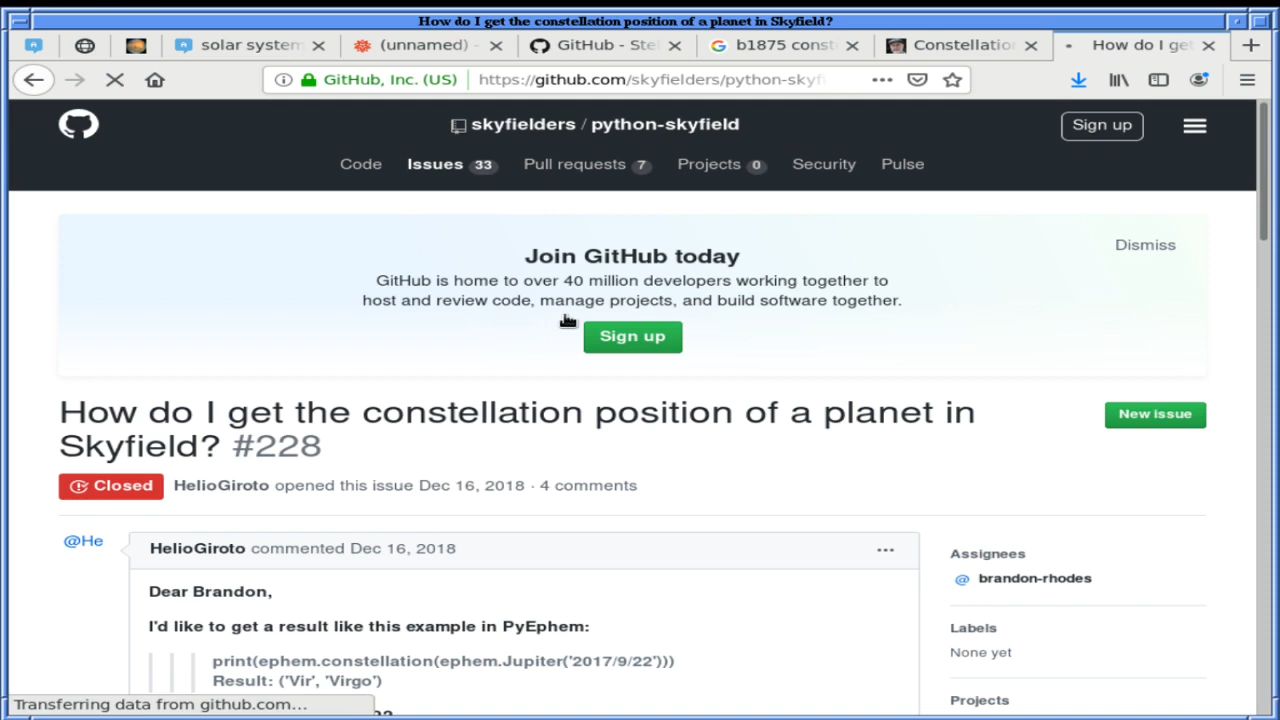 How do I get the constellation position of a planet in Skyfield?
solar system
(unnamed) -
GitHub - Stel
b1875 const
Constellation
How do I get
GitHub, Inc. (US)
https://github.com/skyfielders/python-skyf
skyfielders / python-skyfield
Sign up
Code
Issues 33
Pull requests 7
Projects 0
Security
Pulse
Dismiss
Join GitHub today
GitHub is home to over 40 million developers working together to
host and review code, manage projects, and build software together.
Sign up
How do I get the constellation position of a planet in
Skyfield? #228
New issue
Closed
HelioGiroto opened this issue Dec 16, 2018 · 4 comments
@He
HelioGiroto commented Dec 16, 2018
Dear Brandon,
I'd like to get a result like this example in PyEphem:
print(ephem.constellation(ephem.Jupiter('2017/9/22')))
Result: ('Vir', 'Virgo')
Assignees
@ brandon-rhodes
Labels
None yet
Projects
Transferring data from github.com...